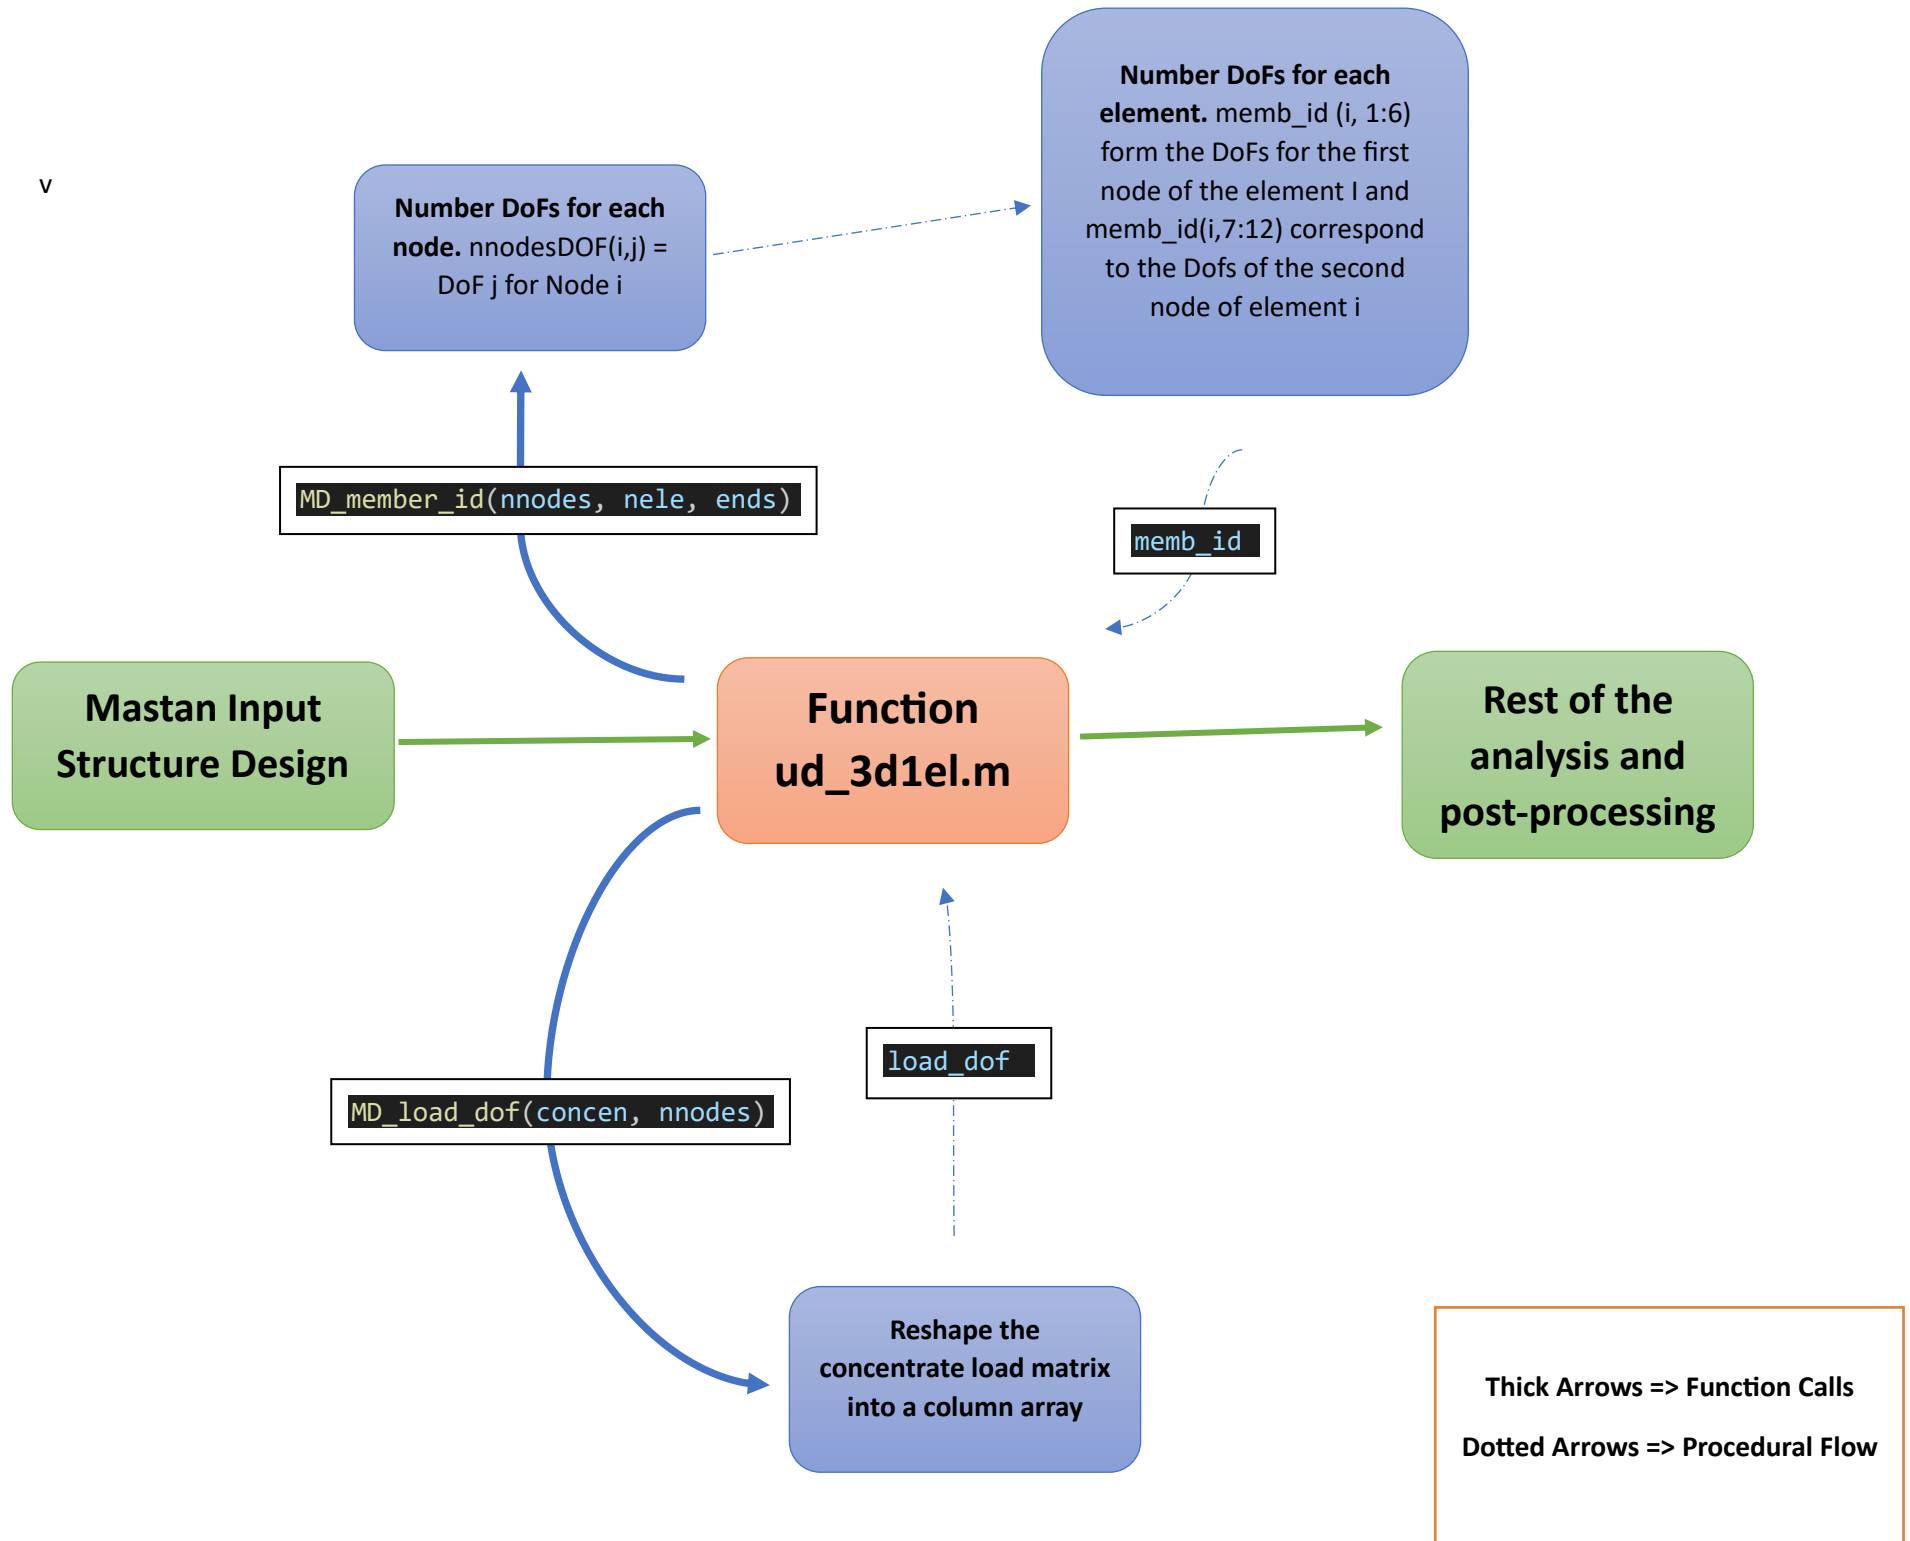 Number DoFs for each
element. memb_id (i, 1:6)
form the DoFs for the first
node of the element I and
memb_id(i,7:12) correspond
to the Dofs of the second
node of element i
v
Number DoFs for each
node. nnodesDOF(i,j) =
DoF j for Node i
MD_member_id(nnodes, nele, ends)
memb_id
Mastan Input
Structure Design
Function
ud_3d1el.m
Rest of the
analysis and
post-processing
load_dof
MD_load_dof(concen, nnodes)
Reshape the
concentrate load matrix
into a column array
Thick Arrows => Function Calls
Dotted Arrows => Procedural Flow